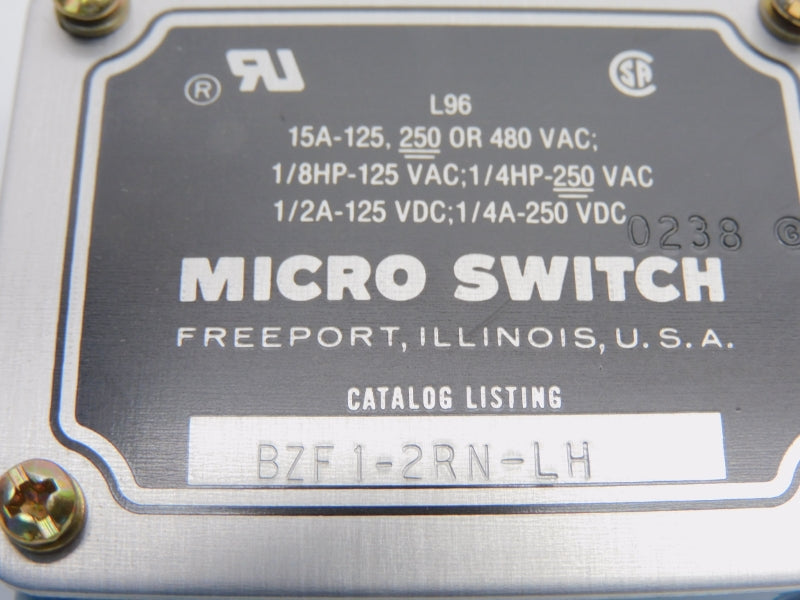 ®
L96
15A-125, 250 OR 480 VAC;
1/8HP-125 VAC;1/4HP-250 VAC
1/2A-125 VDC;1/4A-250 VDC
0238 G
MICRO SWITCH
FREEPORT, ILLINOIS, U.S.A.
CATALOG LISTING
BZF1-2RN-LH